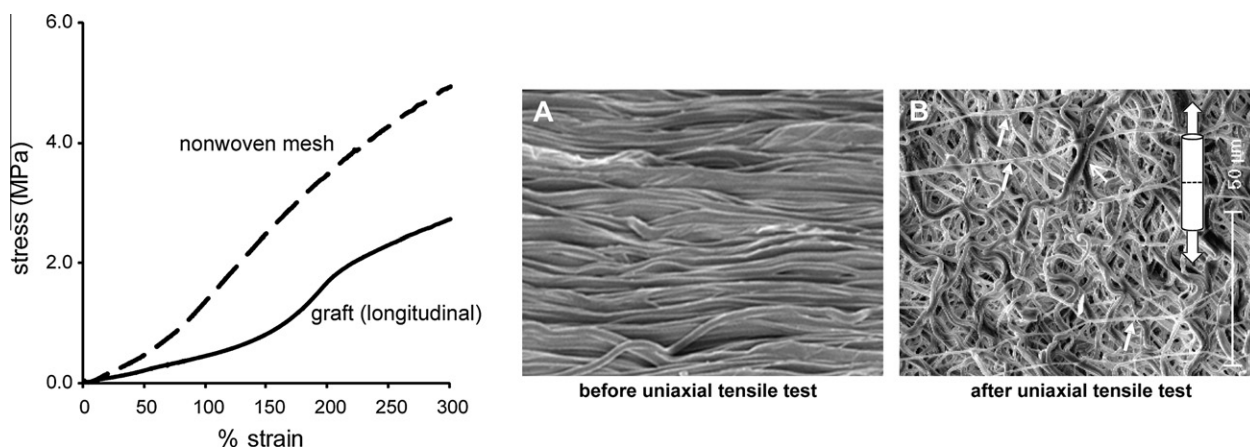 6.0
4.0
2.0
0.0
stress (MPa)
nonwoven mesh
graft (longitudinal)
0 50 100 150 200 250 300
% strain
A
before uniaxial tensile test
B
50 µm
after uniaxial tensile test